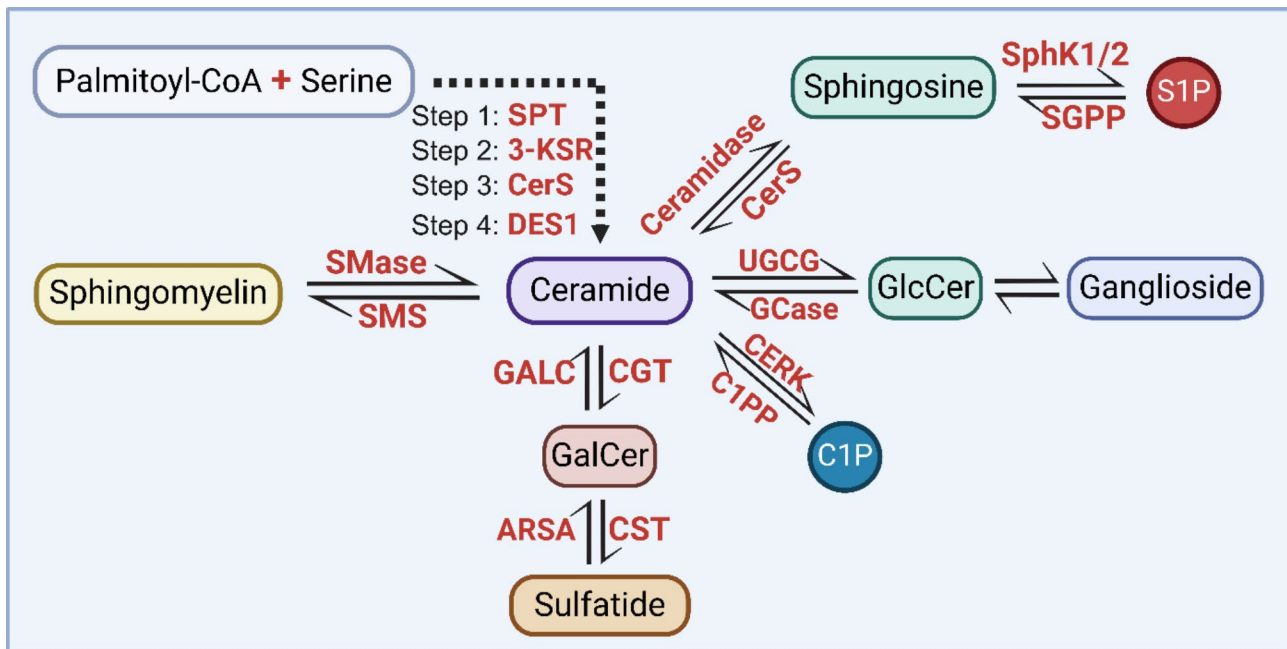 Palmitoyl-CoA + Serine
Step 1: SPT
Step 2: 3-KSR
Step 3: CerS
Step 4: DES1
Sphingosine
SphK1/2
SGPP
S1P
Ceramidase
CerS
Sphingomyelin
SMase
SMS
Ceramide
UGCG
GCase
GlcCer
Ganglioside
GALC
CGT
CERK
C1PP
GalCer
C1P
ARSA
CST
Sulfatide